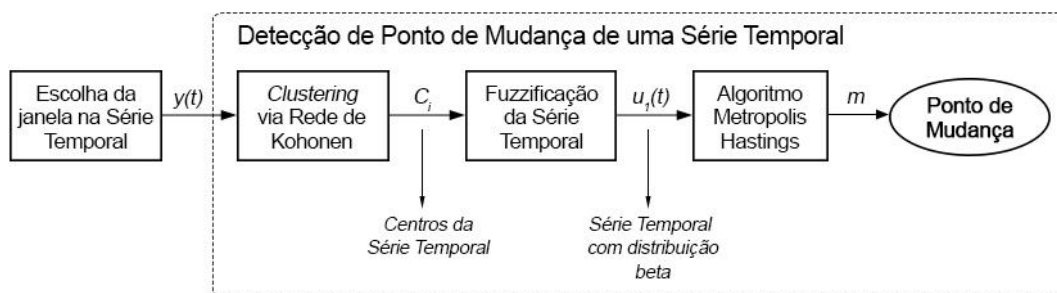 Detecção de Ponto de Mudança de uma Série Temporal
Escolha da
janela na Série
Temporal
y(t)
Clustering
via Rede de
Kohonen
C_i
Fuzzificação
da Série
Temporal
u_1(t)
Algoritmo
Metropolis
Hastings
m
Ponto de
Mudança
Centros da
Série Temporal
Série Temporal
com distribuição
beta